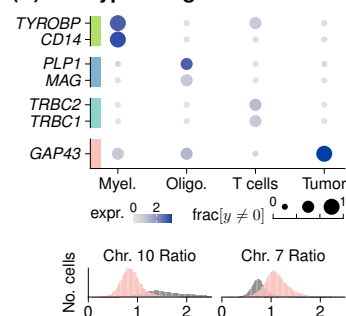 TYROBP
CD14
PLP1
MAG
TRBC2
TRBC1
GAP43
Myel. Oligo. T cells Tumor
expr. 0 2 frac[y ≠ 0] 0 1
Chr. 10 Ratio Chr. 7 Ratio
No. cells
0 1 2 0 1 2